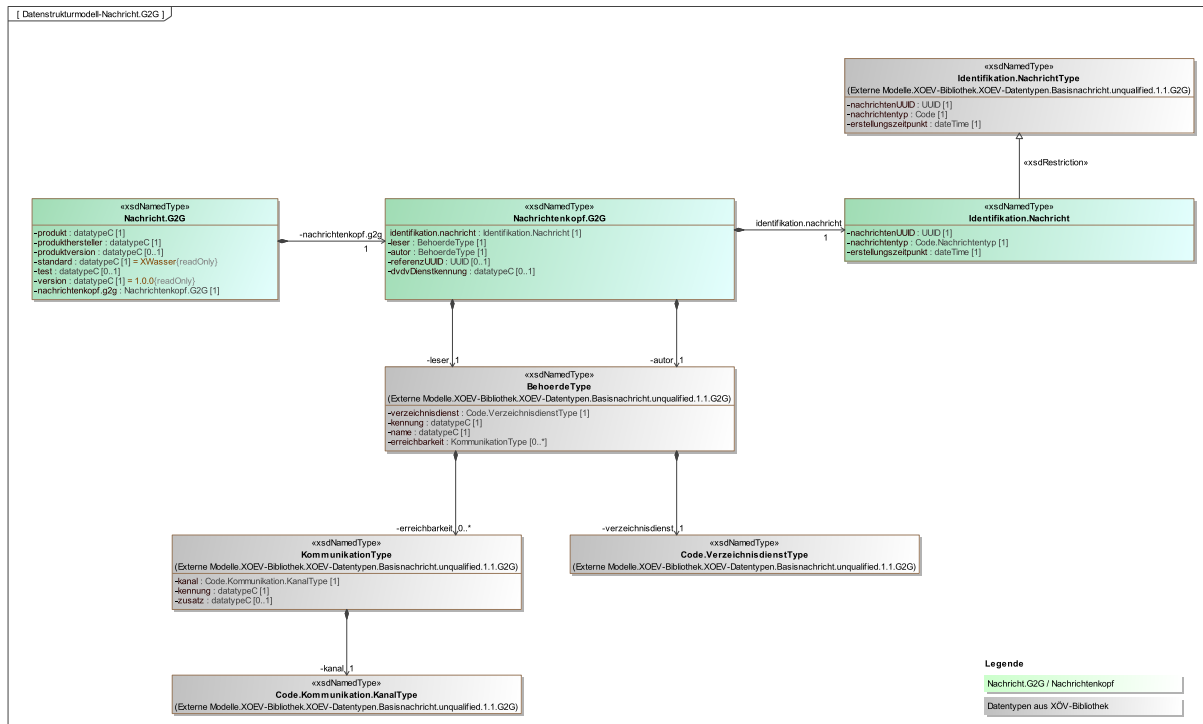 [ Datenstrukturmodell-Nachricht.G2G ]
«xsdNamedType»
Identifikation.NachrichtType
(Externe Modelle.XOEV-Bibliothek.XOEV-Datentypen.Basisnachricht.unqualified.1.1.G2G)
-nachrichtenUUID : UUID [1]
-nachrichtentyp : Code [1]
-erstellungszeitpunkt : dateTime [1]
«xsdRestriction»
«xsdNamedType»
Nachricht.G2G
-produkt : datatypeC [1]
-produkthersteller : datatypeC [1]
-produktversion : datatypeC [0..1]
-standard : datatypeC [1] = XWasser{readOnly}
-test : datatypeC [0..1]
-version : datatypeC [1] = 1.0.0{readOnly}
-nachrichtenkopf.g2g : Nachrichtenkopf.G2G [1]
-nachrichtenkopf.g2g
1
«xsdNamedType»
Nachrichtenkopf.G2G
identifikation.nachricht : Identifikation.Nachricht [1]
-leser : BehoerdeType [1]
-autor : BehoerdeType [1]
-referenzUUID : UUID [0..1]
-dvdvDienstkennung : datatypeC [0..1]
identifikation.nachricht
1
«xsdNamedType»
Identifikation.Nachricht
-nachrichtenUUID : UUID [1]
-nachrichtentyp : Code.Nachrichtentyp [1]
-erstellungszeitpunkt : dateTime [1]
-leser 1
-autor 1
«xsdNamedType»
BehoerdeType
(Externe Modelle.XOEV-Bibliothek.XOEV-Datentypen.Basisnachricht.unqualified.1.1.G2G)
-verzeichnisdienst : Code.VerzeichnisdienstType [1]
-kennung : datatypeC [1]
-name : datatypeC [1]
-erreichbarkeit : KommunikationType [0..*]
-erreichbarkeit 0..*
-verzeichnisdienst 1
«xsdNamedType»
KommunikationType
(Externe Modelle.XOEV-Bibliothek.XOEV-Datentypen.Basisnachricht.unqualified.1.1.G2G)
-kanal : Code.Kommunikation.KanalType [1]
-kennung : datatypeC [1]
-zusatz : datatypeC [0..1]
«xsdNamedType»
Code.VerzeichnisdienstType
(Externe Modelle.XOEV-Bibliothek.XOEV-Datentypen.Basisnachricht.unqualified.1.1.G2G)
-kanal 1
«xsdNamedType»
Code.Kommunikation.KanalType
(Externe Modelle.XOEV-Bibliothek.XOEV-Datentypen.Basisnachricht.unqualified.1.1.G2G)
Legende
Nachricht.G2G / Nachrichtenkopf
Datentypen aus XÖV-Bibliothek